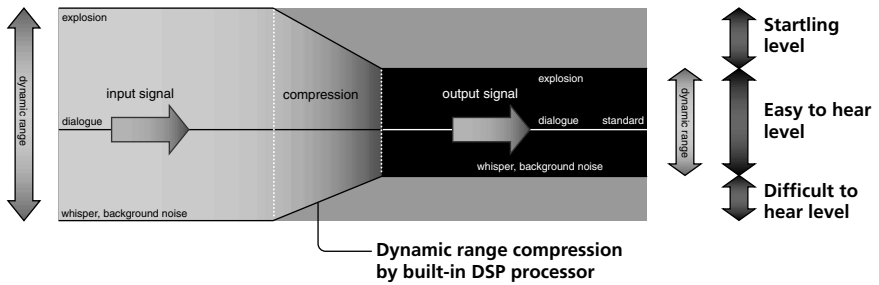 explosion
dynamic range
input signal
compression
output signal
explosion
dialogue
dialogue
standard
whisper, background noise
whisper, background noise
dynamic range
Startling
level
Easy to hear
level
Difficult to
hear level
Dynamic range compression
by built-in DSP processor